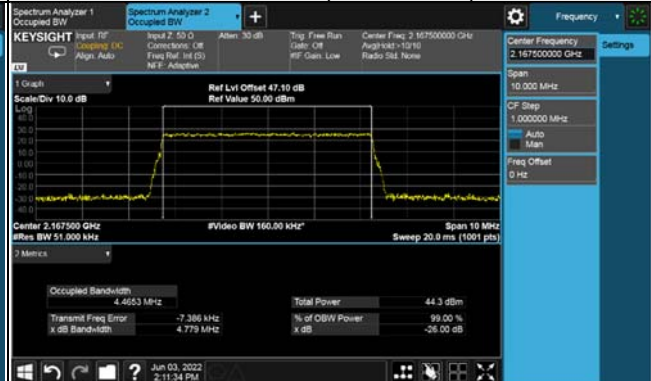 Spectrum Analyzer 1
Occupied BW
Spectrum Analyzer 2
Occupied BW
+
Frequency
KEYSIGHT
Input: RF
Coupling: DC
Align: Auto
Input Z: 50 Ω
Corrections: Off
Freq Ref: Int (S)
NFE: Adaptive
Atten: 30 dB
Trig: Free Run
Gate: Off
#IF Gain: Low
Center Freq: 2.167500000 GHz
Avg|Hold:>10/10
Radio Std: None
LXI
Center Frequency
2.167500000 GHz
Settings
Span
10.000 MHz
CF Step
1.000000 MHz
Auto
Man
Freq Offset
0 Hz
1 Graph
Scale/Div 10.0 dB
Ref Lvl Offset 47.10 dB
Ref Value 50.00 dBm
Log
40.0
30.0
20.0
10.0
0.00
-10.0
-20.0
-30.0
-40.0
Center 2.167500 GHz
#Res BW 51.000 kHz
#Video BW 160.00 kHz*
Span 10 MHz
Sweep 20.0 ms (1001 pts)
2 Metrics
Occupied Bandwidth
4.4653 MHz
Total Power 44.3 dBm
Transmit Freq Error -7.386 kHz
% of OBW Power 99.00 %
x dB Bandwidth 4.779 MHz
x dB -26.00 dB
?
Jun 03, 2022
2:11:34 PM